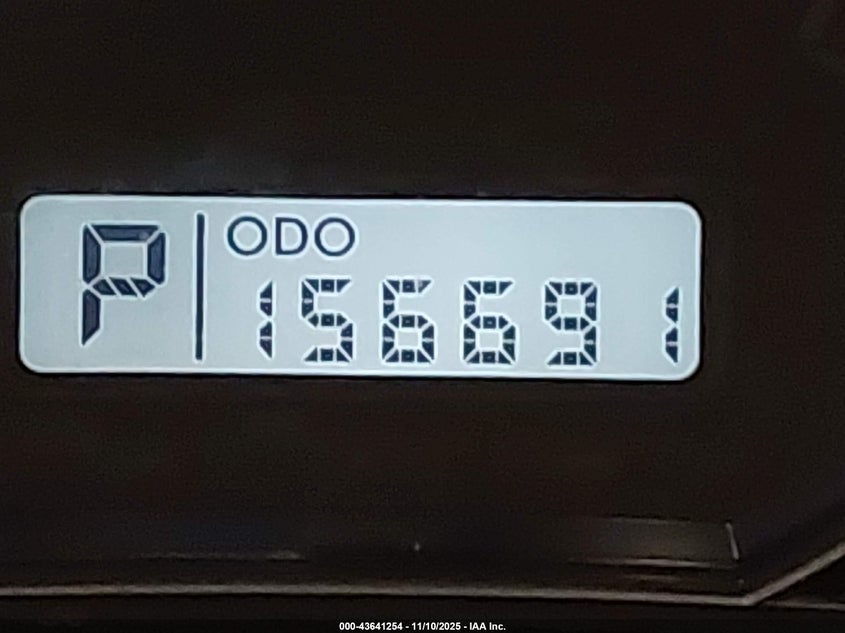 P
ODO
156691
000-43641254 - 11/10/2025 - IAA Inc.